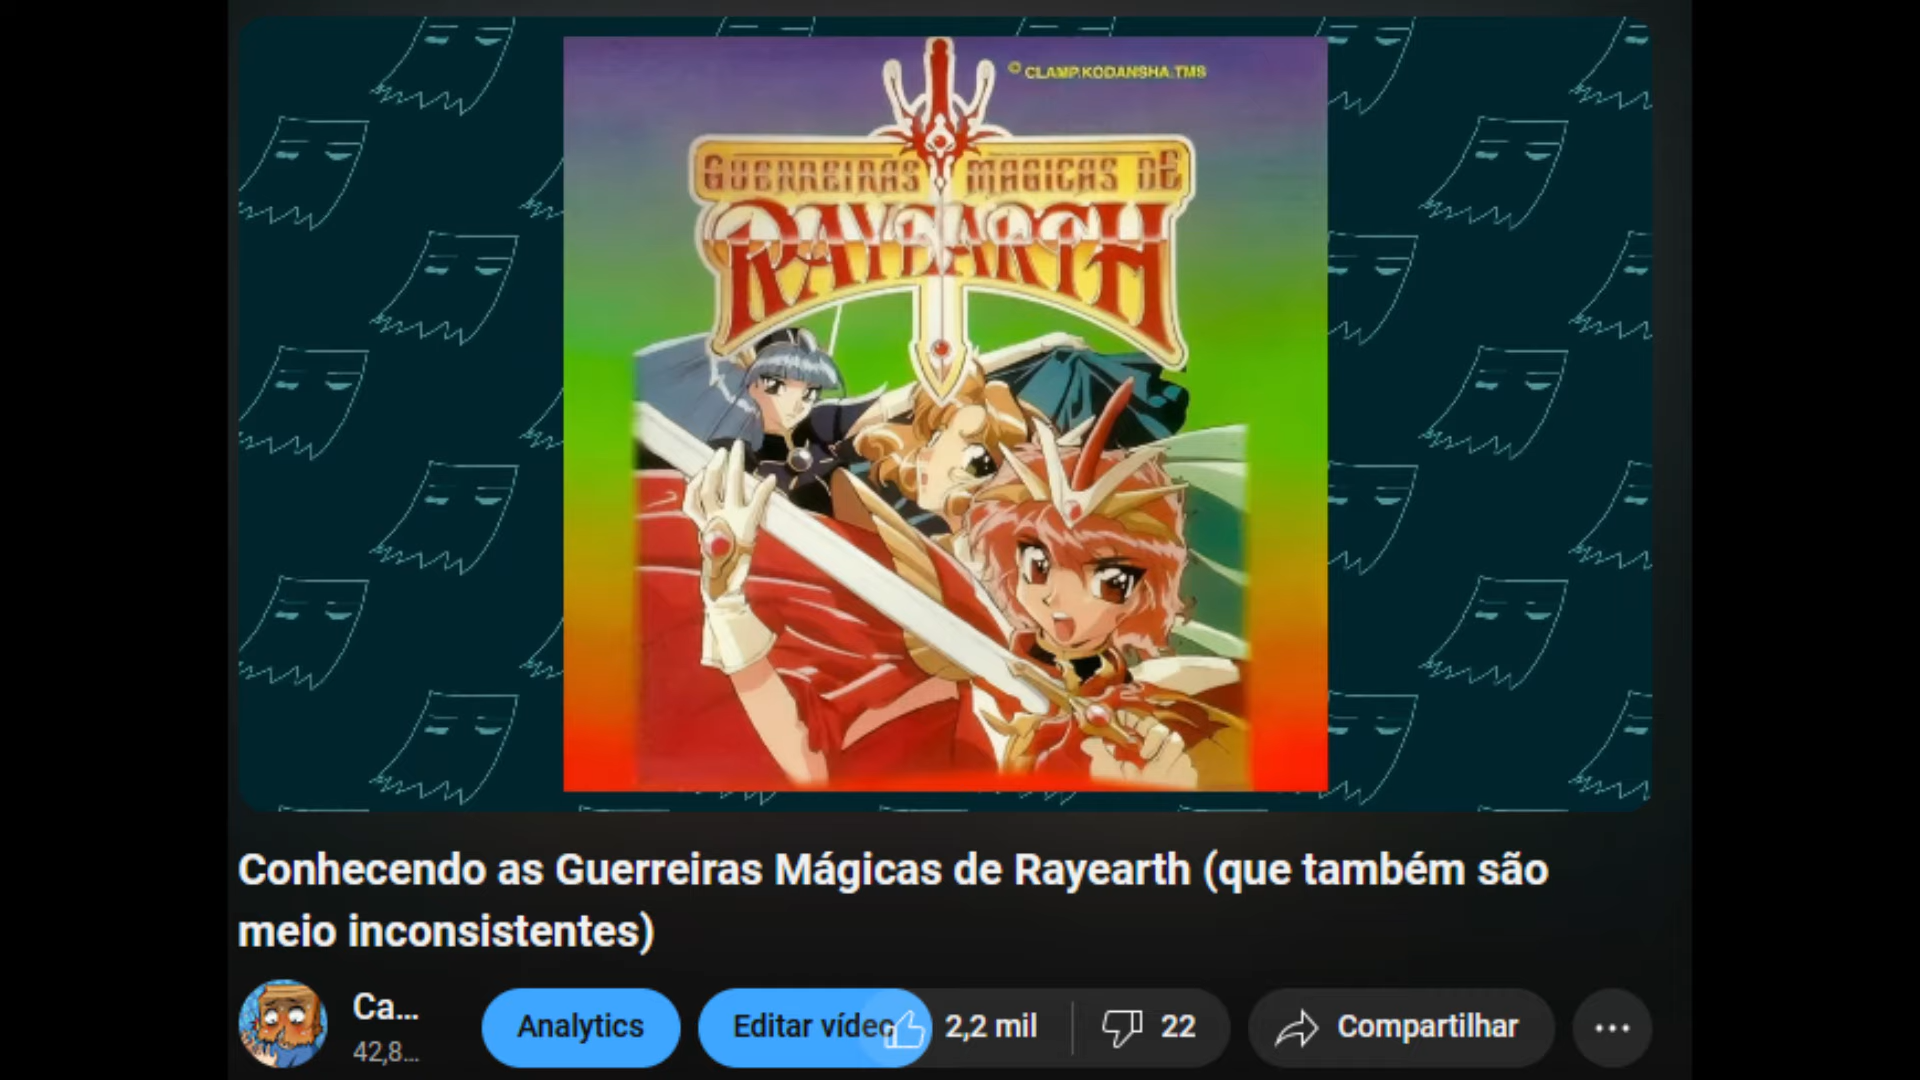 © CLAMP.KODANSHA.TMS
GUERREIRAS MAGICAS DE
RAYEARTH
Conhecendo as Guerreiras Mágicas de Rayearth (que também são
meio inconsistentes)
Ca...
42,8...
Analytics
Editar vídeo
2,2 mil
22
Compartilhar